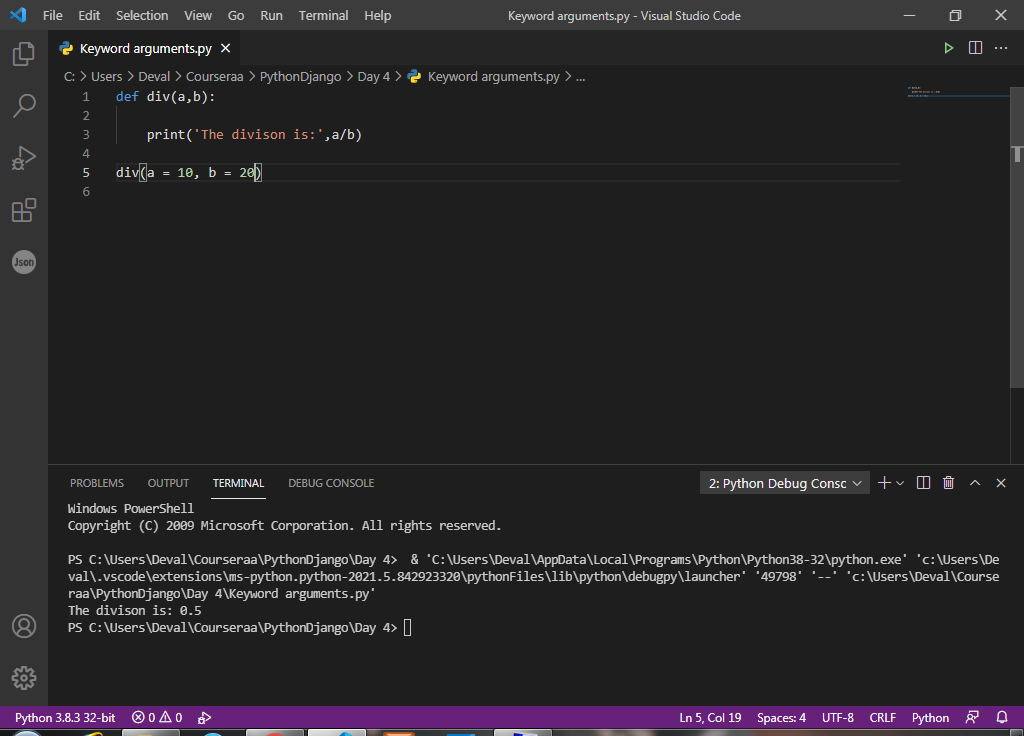 File Edit Selection View Go Run Terminal Help Keyword arguments.py - Visual Studio Code
Keyword arguments.py
C: > Users > Deval > Courseraa > PythonDjango > Day 4 > Keyword arguments.py > ...
1 def div(a,b):
2
3 print('The divison is:',a/b)
4
5 div(a = 10, b = 20)
6
Json
PROBLEMS OUTPUT TERMINAL DEBUG CONSOLE 2: Python Debug Consc
Windows PowerShell
Copyright (C) 2009 Microsoft Corporation. All rights reserved.
PS C:\Users\Deval\Courseraa\PythonDjango\Day 4> & 'C:\Users\Deval\AppData\Local\Programs\Python\Python38-32\python.exe' 'c:\Users\De
val\.vscode\extensions\ms-python.python-2021.5.842923320\pythonFiles\lib\python\debugpy\launcher' '49798' '--' 'c:\Users\Deval\Course
raa\PythonDjango\Day 4\Keyword arguments.py'
The divison is: 0.5
PS C:\Users\Deval\Courseraa\PythonDjango\Day 4>
Python 3.8.3 32-bit 0 0 Ln 5, Col 19 Spaces: 4 UTF-8 CRLF Python